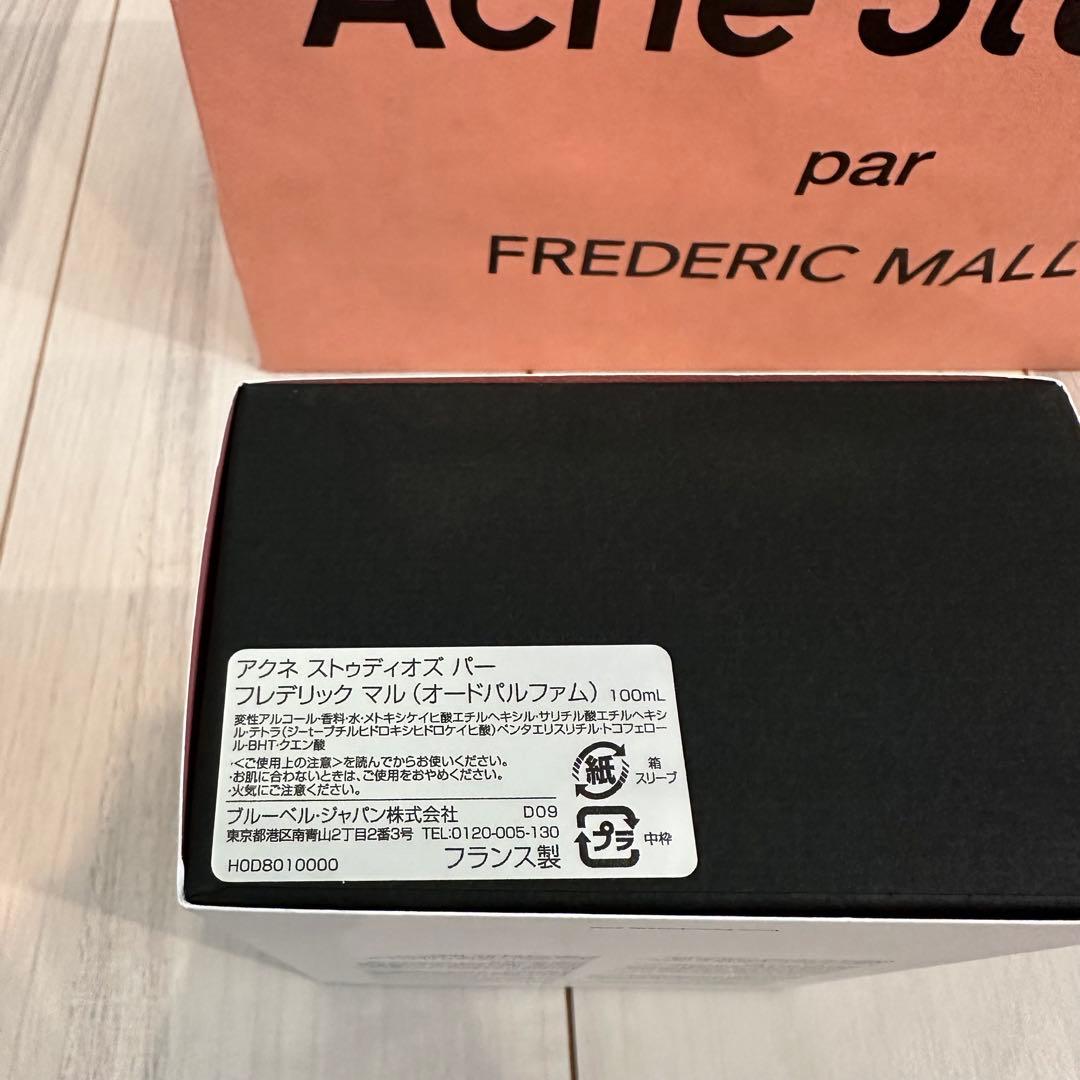 Acne Stu
par
FREDERIC MALL
アクネ ストゥディオズ パー
フレデリック マル (オードパルファム) 100mL
変性アルコール・香料・水・メトキシケイヒ酸エチルヘキシル・サリチル酸エチルヘキシ
ル・テトラ(ジーt-ブチルヒドロキシヒドロケイヒ酸)ペンタエリスリチル・トコフェロ
ール・BHT・クエン酸
・<ご使用上の注意>を読んでからお使いください。
・お肌に合わないときは、ご使用をおやめください。
・火気にご注意ください。
紙 箱
スリーブ
ブルーベル・ジャパン株式会社 D09
東京都港区南青山2丁目2番3号 TEL:0120-005-130
プラ 中枠
H0D8010000 フランス製